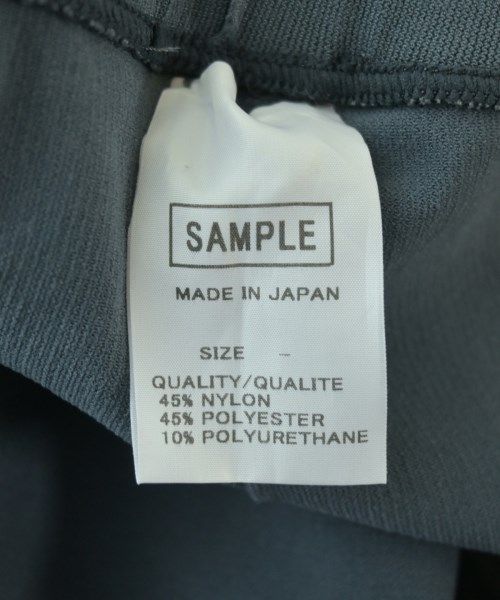 SAMPLE
MADE IN JAPAN
SIZE -
QUALITY/QUALITE
45% NYLON
45% POLYESTER
10% POLYURETHANE